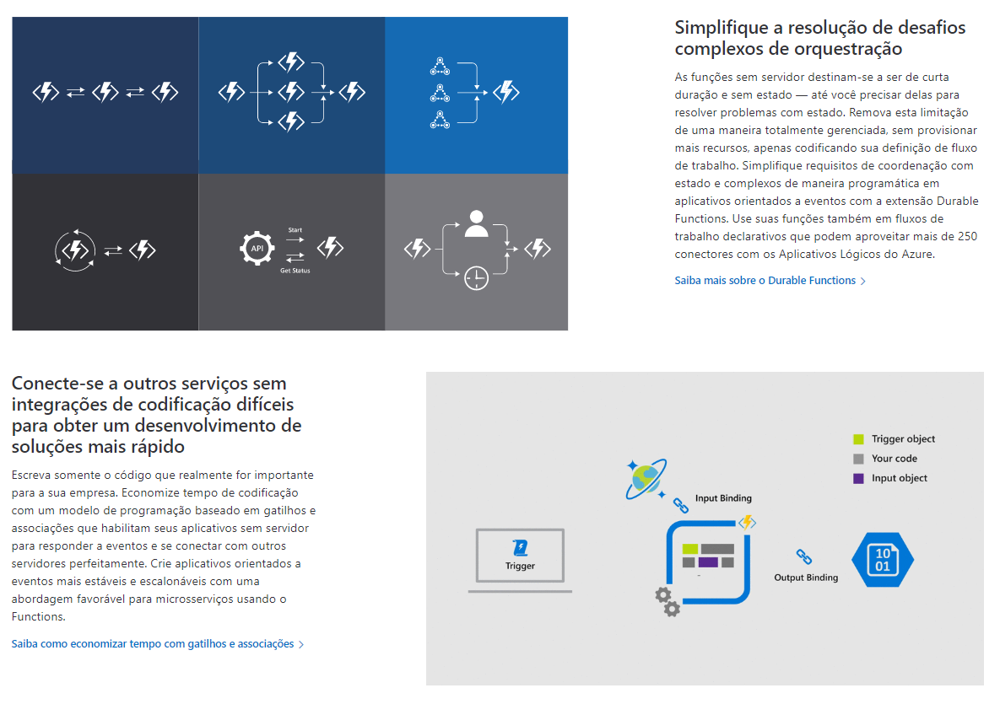 Simplifique a resolução de desafios
complexos de orquestração
As funções sem servidor destinam-se a ser de curta
duração e sem estado — até você precisar delas para
resolver problemas com estado. Remova esta limitação
de uma maneira totalmente gerenciada, sem provisionar
mais recursos, apenas codificando sua definição de fluxo
de trabalho. Simplifique requisitos de coordenação com
estado e complexos de maneira programática em
aplicativos orientados a eventos com a extensão Durable
Functions. Use suas funções também em fluxos de
trabalho declarativos que podem aproveitar mais de 250
conectores com os Aplicativos Lógicos do Azure.
Saiba mais sobre o Durable Functions
Start
API
Get Status
Conecte-se a outros serviços sem
integrações de codificação difíceis
para obter um desenvolvimento de
soluções mais rápido
Escreva somente o código que realmente for importante
para a sua empresa. Economize tempo de codificação
com um modelo de programação baseado em gatilhos e
associações que habilitam seus aplicativos sem servidor
para responder a eventos e se conectar com outros
servidores perfeitamente. Crie aplicativos orientados a
eventos mais estáveis e escalonáveis com uma
abordagem favorável para microsserviços usando o
Functions.
Saiba como economizar tempo com gatilhos e associações
Trigger object
Your code
Input object
Input Binding
Trigger
Output Binding
10
01